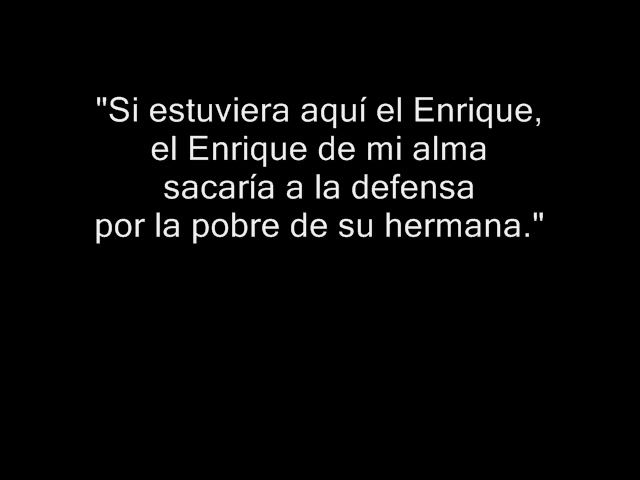 "Si estuviera aquí el Enrique,
el Enrique de mi alma
sacaría a la defensa
por la pobre de su hermana."